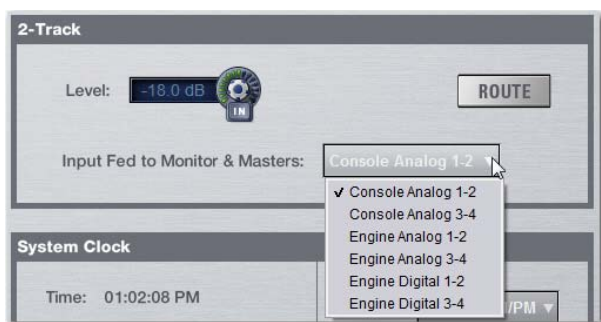 2-Track
Level: -18.0 dB
IN
ROUTE
Input Fed to Monitor & Masters: Console Analog 1-2
✓ Console Analog 1-2
Console Analog 3-4
Engine Analog 1-2
Engine Analog 3-4
Engine Digital 1-2
Engine Digital 3-4
System Clock
Time: 01:02:08 PM
/PM